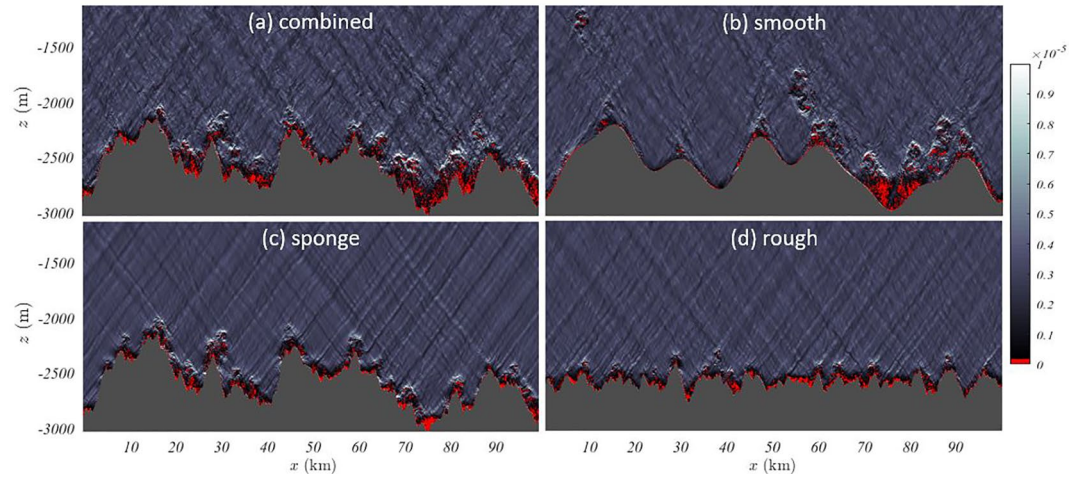 (a) combined
(b) smooth
-1500
-2000
-2500
-3000
z (m)
×10⁻⁵
1
0.9
0.8
0.7
0.6
0.5
0.4
0.3
0.2
0.1
0
(c) sponge
(d) rough
-1500
-2000
-2500
-3000
z (m)
10 20 30 40 50 60 70 80 90
10 20 30 40 50 60 70 80 90
x (km)
x (km)